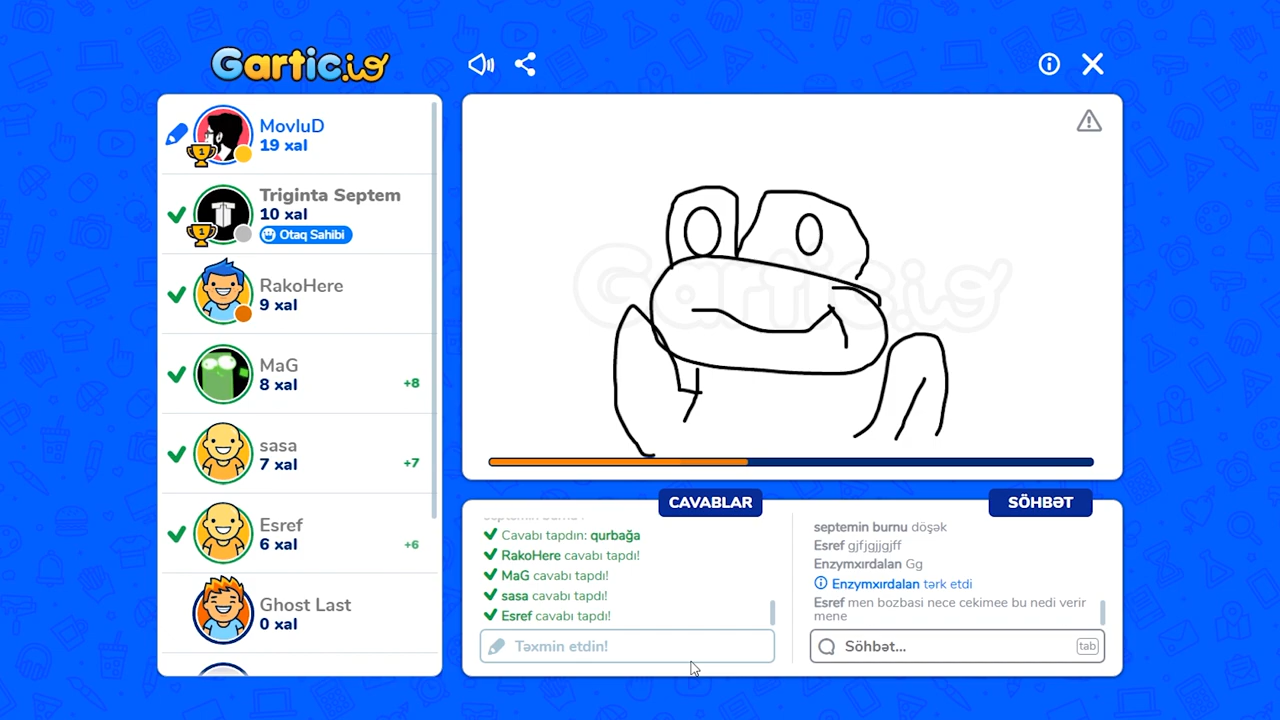 Gartic.io
MovluD
19 xal
Triginta Septem
10 xal
Otaq Sahibi
RakoHere
9 xal
MaG
8 xal
+8
sasa
7 xal
+7
Esref
6 xal
+6
Ghost Last
0 xal
Gartic.io
CAVABLAR
Cavabı tapdın: qurbağa
RakoHere cavabı tapdı!
MaG cavabı tapdı!
sasa cavabı tapdı!
Esref cavabı tapdı!
Təxmin etdin!
SÖHBƏT
septemin burnu döşək
Esref gjfjgjjgjff
Enzymxırdalan Gg
Enzymxırdalan tərk etdi
Esref men bozbasi nece cekimee bu nedi verir
mene
Söhbət...
tab